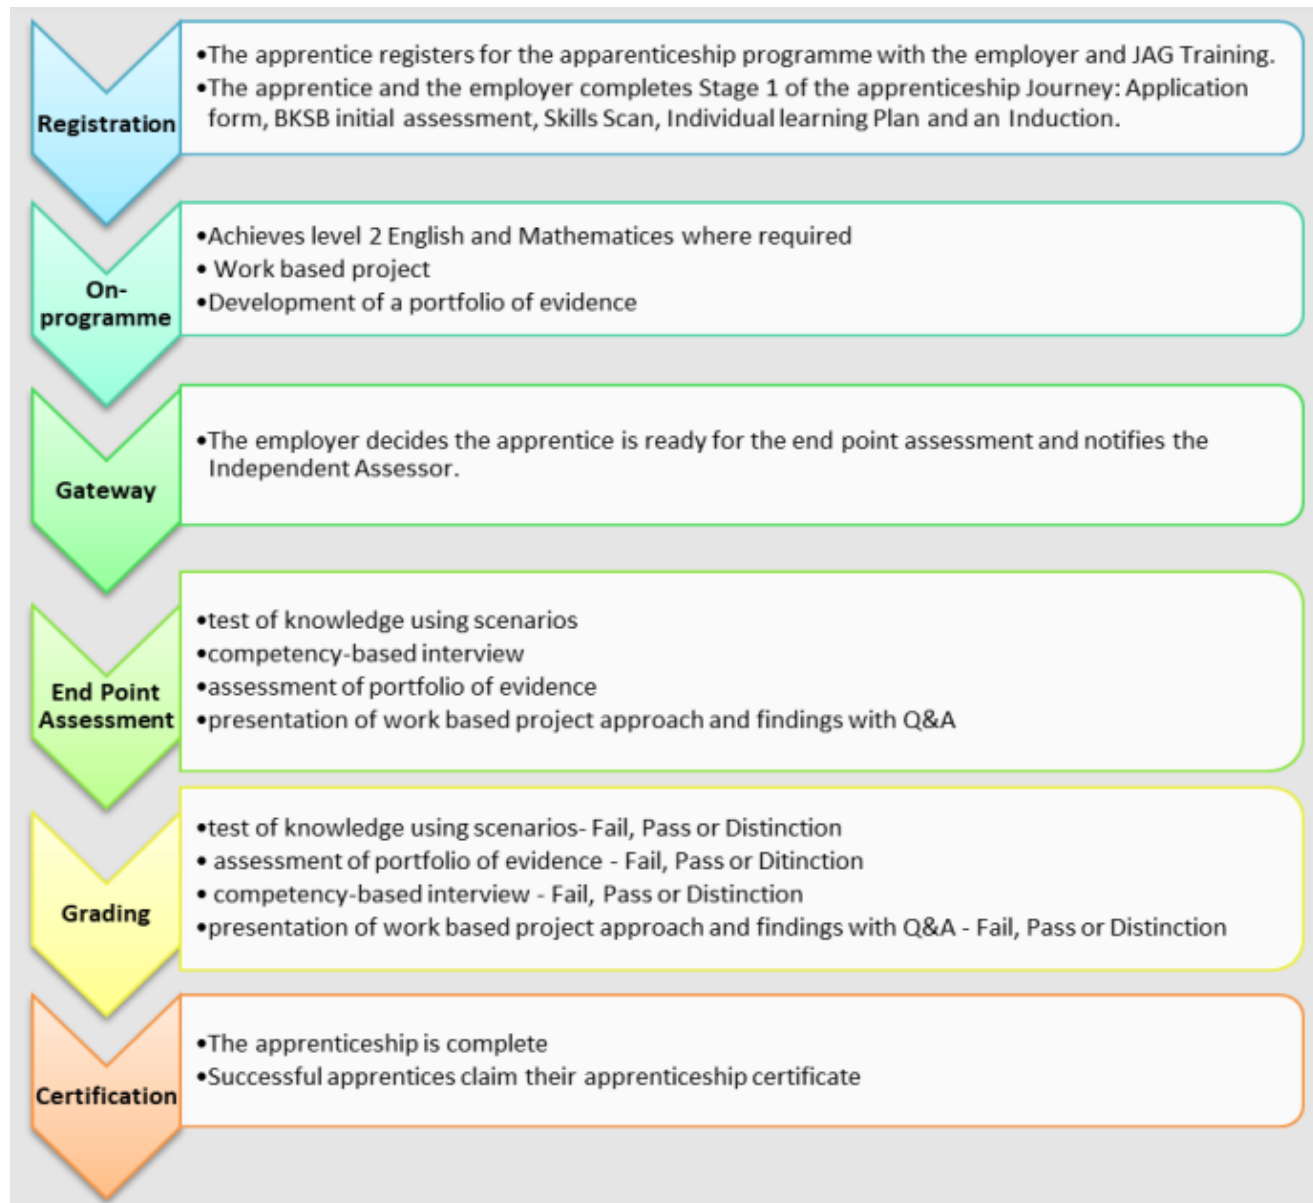 Registration
•The apprentice registers for the apparenticeship programme with the employer and JAG Training.
•The apprentice and the employer completes Stage 1 of the apprenticeship Journey: Application
form, BKSB initial assessment, Skills Scan, Individual learning Plan and an Induction.
On-
programme
•Achieves level 2 English and Mathematices where required
• Work based project
•Development of a portfolio of evidence
Gateway
•The employer decides the apprentice is ready for the end point assessment and notifies the
Independent Assessor.
End Point
Assessment
•test of knowledge using scenarios
•competency-based interview
•assessment of portfolio of evidence
•presentation of work based project approach and findings with Q&A
Grading
•test of knowledge using scenarios- Fail, Pass or Distinction
• assessment of portfolio of evidence - Fail, Pass or Ditinction
• competency-based interview - Fail, Pass or Distinction
•presentation of work based project approach and findings with Q&A - Fail, Pass or Distinction
Certification
•The apprenticeship is complete
•Successful apprentices claim their apprenticeship certificate